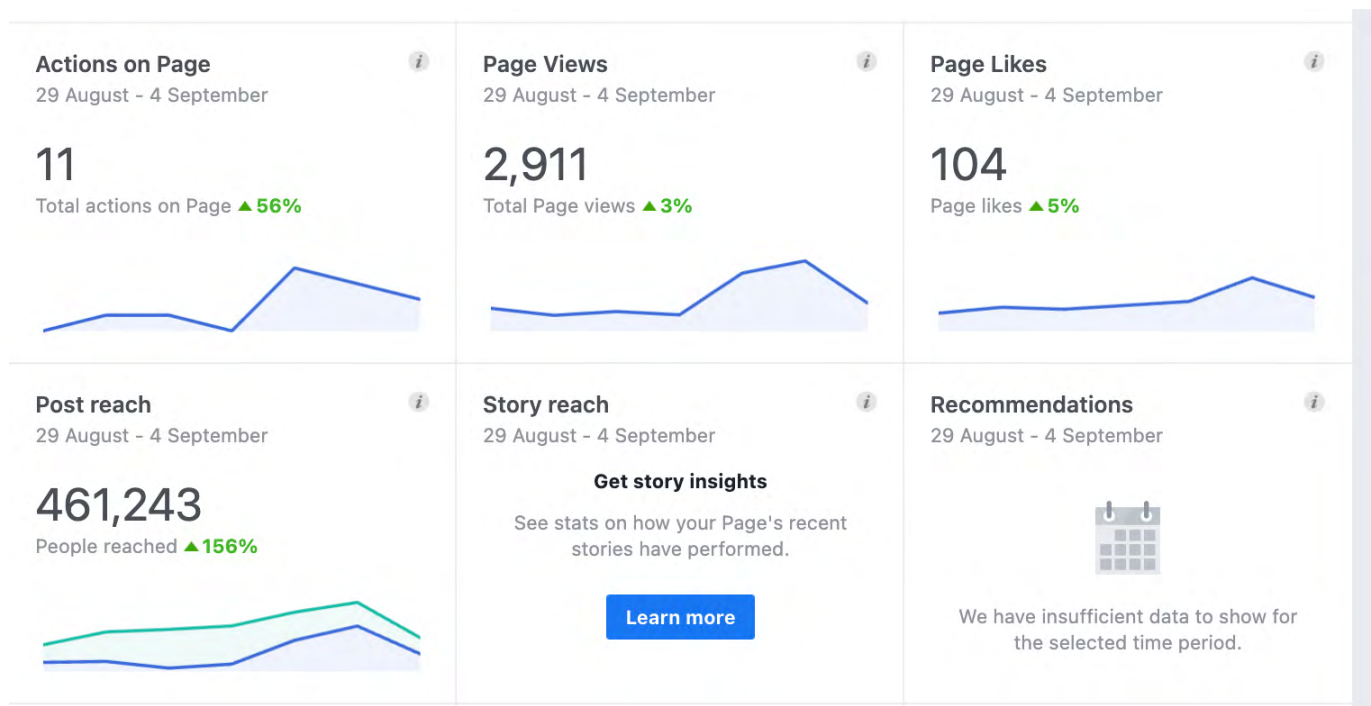 Actions on Page
29 August - 4 September
11
Total actions on Page ▲ 56%
Page Views
29 August - 4 September
2,911
Total Page views ▲ 3%
Page Likes
29 August - 4 September
104
Page likes ▲ 5%
Post reach
29 August - 4 September
461,243
People reached ▲ 156%
Story reach
29 August - 4 September
Get story insights
See stats on how your Page's recent
stories have performed.
Learn more
Recommendations
29 August - 4 September
We have insufficient data to show for
the selected time period.